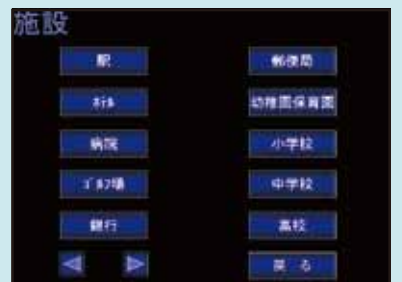 施設
駅 郵便局
ﾎﾃﾙ 幼稚園保育園
病院 小学校
ｺﾞﾙﾌ場 中学校
銀行 高校
戻る